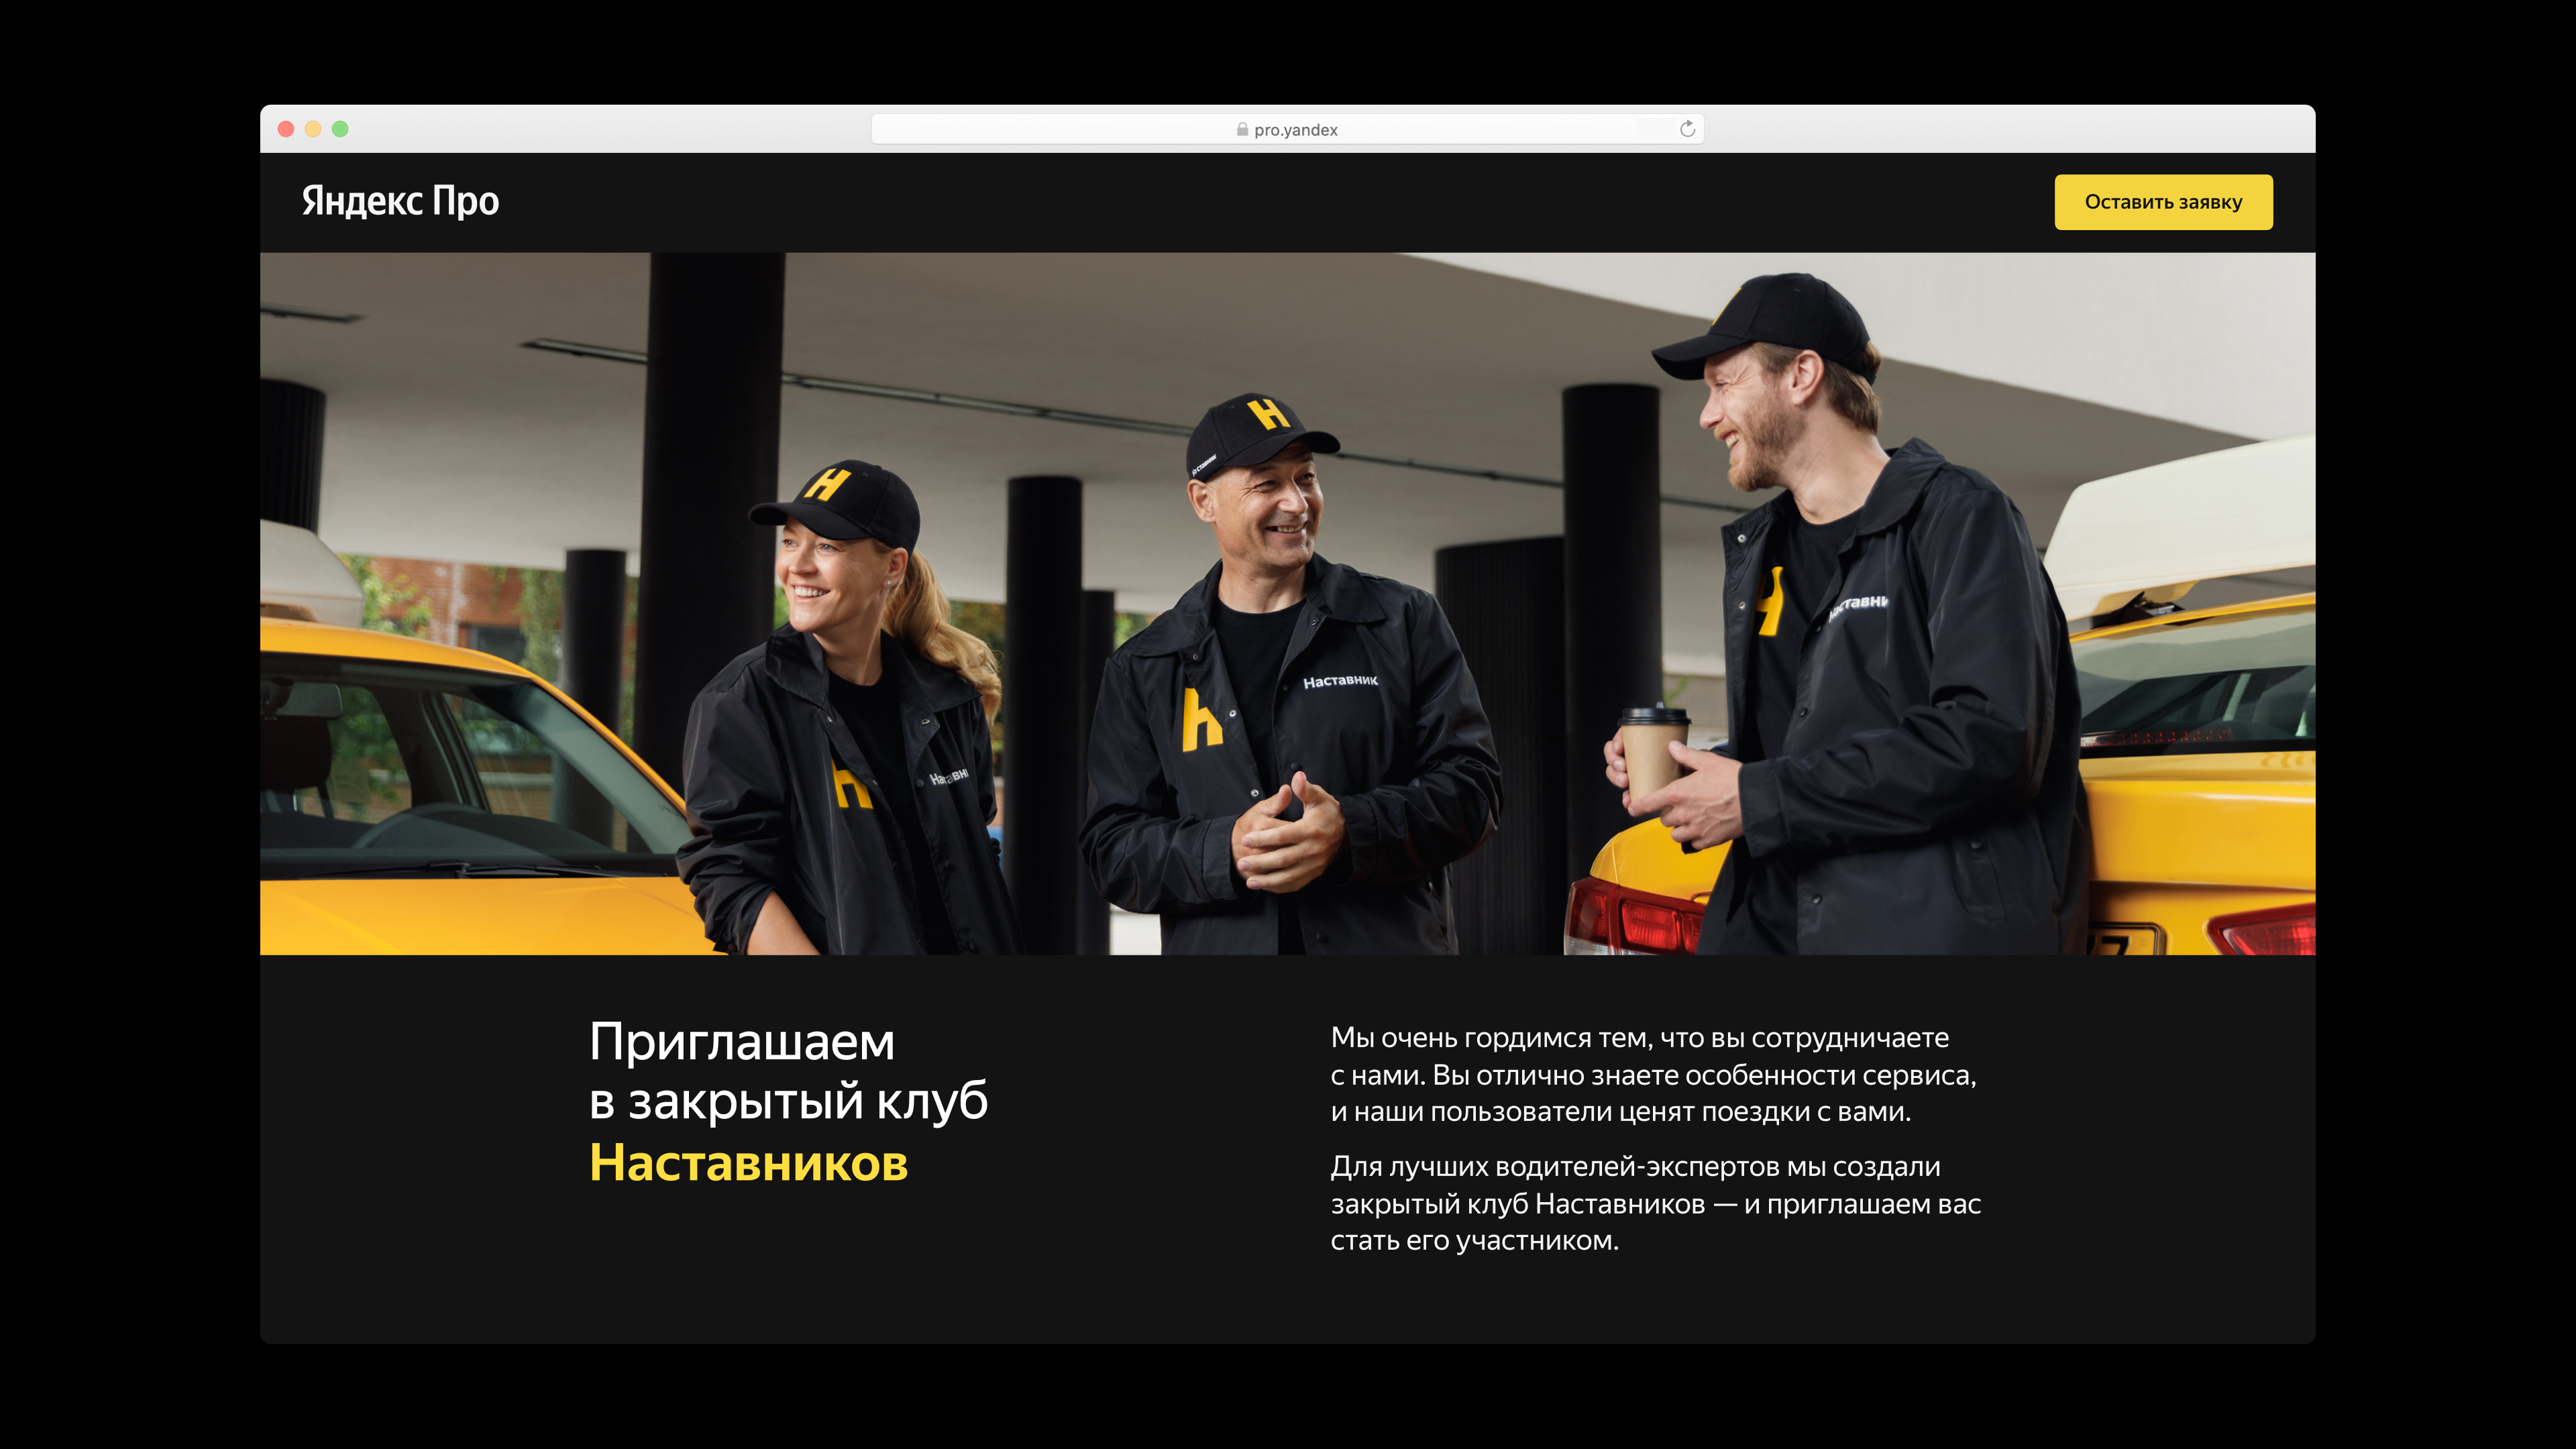 pro.yandex
Яндекс Про
Оставить заявку
Н
Н
Наставник
Н
Приглашаем
в закрытый клуб
Наставников
Мы очень гордимся тем, что вы сотрудничаете
с нами. Вы отлично знаете особенности сервиса,
и наши пользователи ценят поездки с вами.
Для лучших водителей-экспертов мы создали
закрытый клуб Наставников — и приглашаем вас
стать его участником.